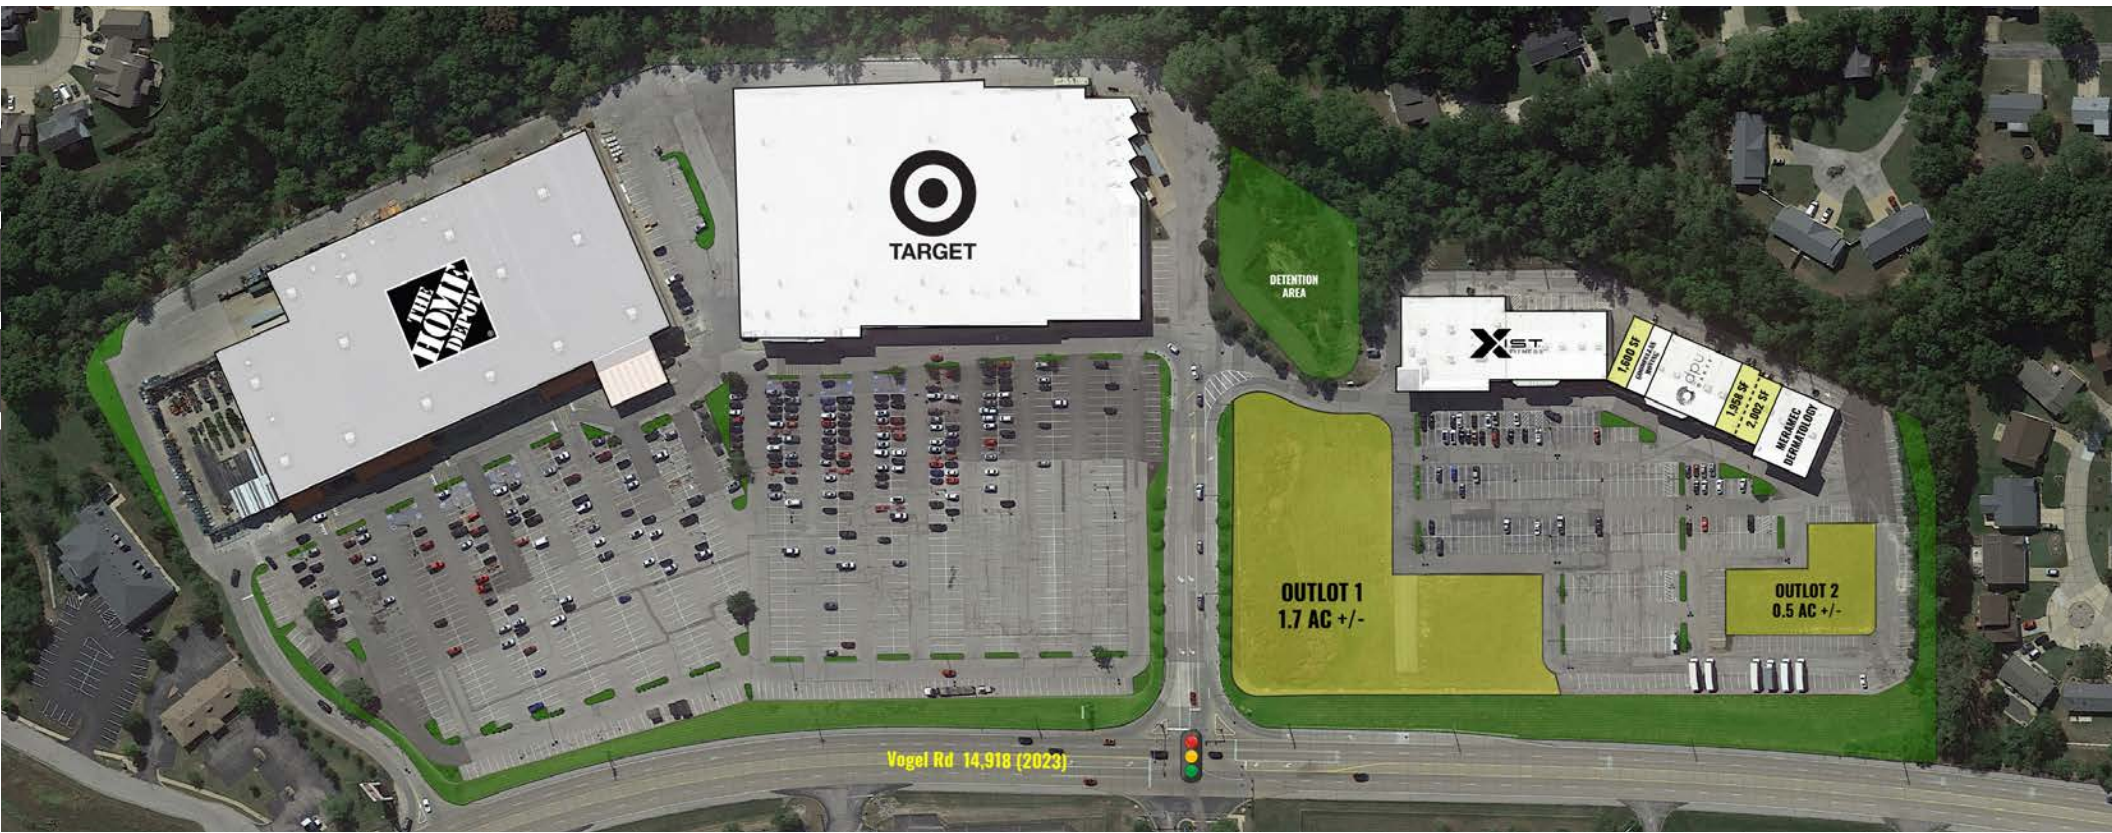 THE
HOME
DEPOT
TARGET
DETENTION
AREA
XIST
FITNESS
1,600 SF
1,958 SF
2,002 SF
MERAMEC
DERMATOLOGY
OUTLOT 1
1.7 AC +/-
OUTLOT 2
0.5 AC +/-
Vogel Rd 14,918 (2023)